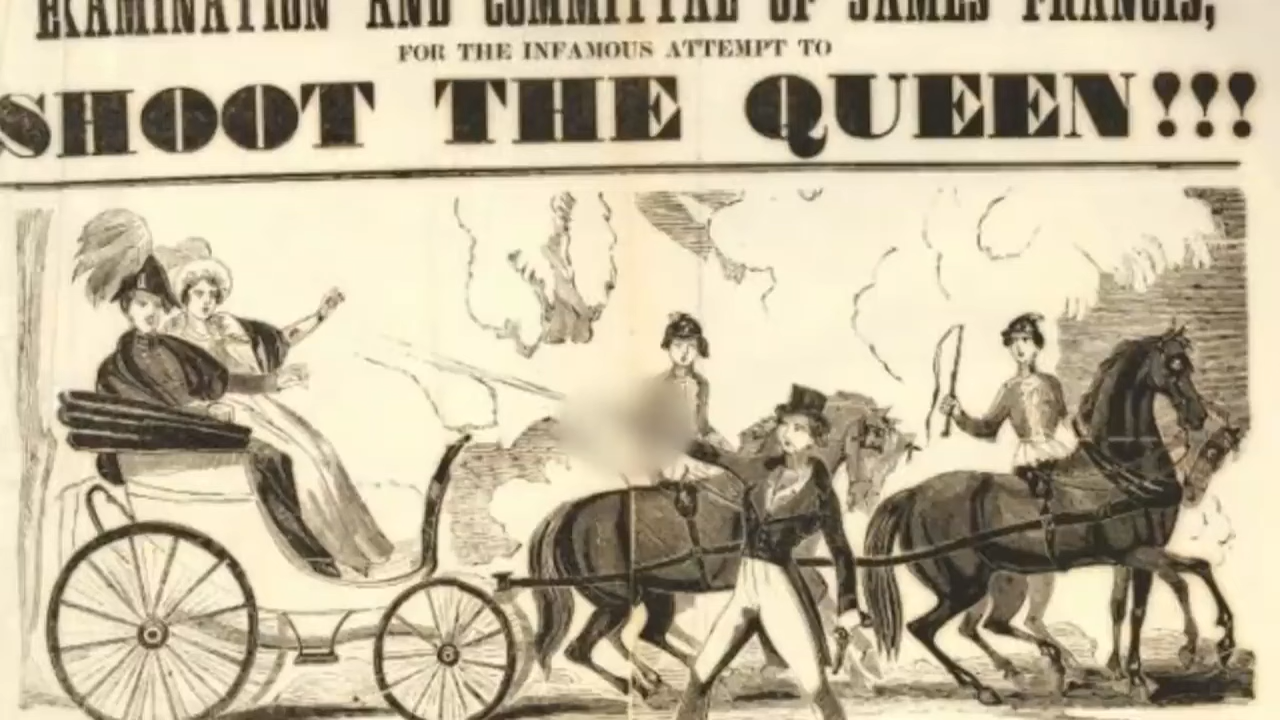 EXAMINATION AND COMMITTAL OF JAMES FRANCIS,
FOR THE INFAMOUS ATTEMPT TO
SHOOT THE QUEEN!!!